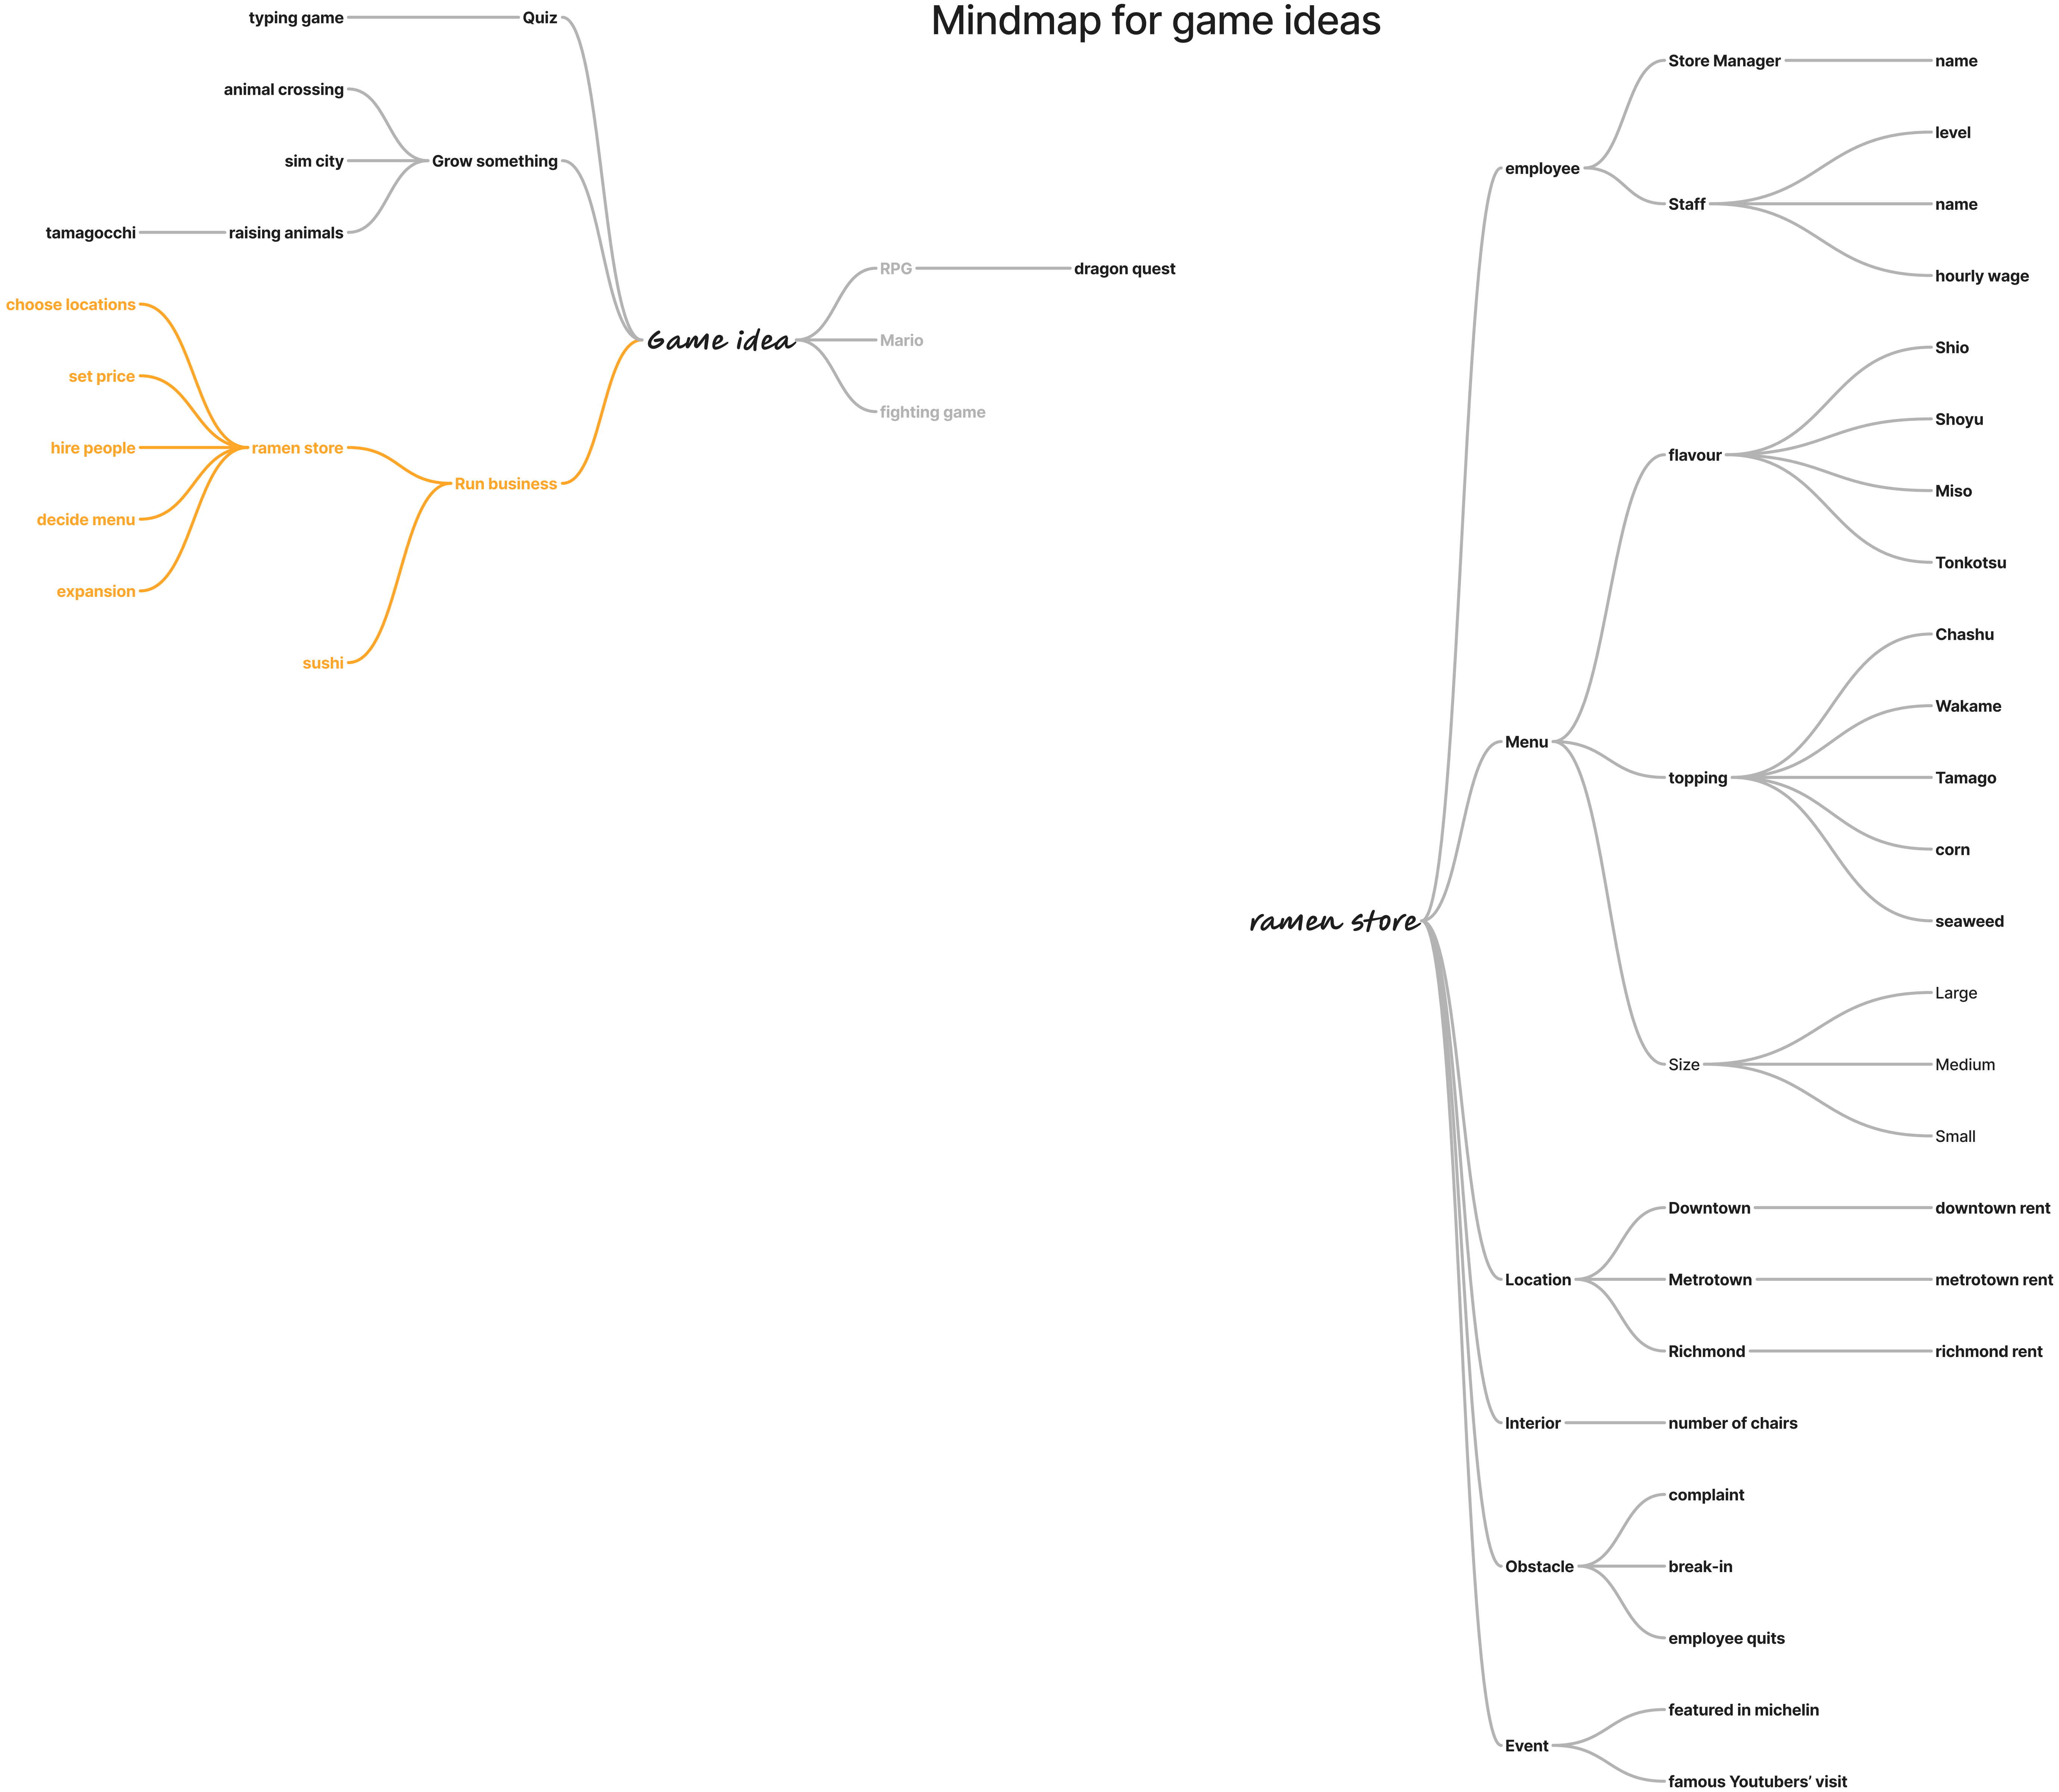 Mindmap for game ideas
typing game
Quiz
animal crossing
sim city
Grow something
tamagocchi
raising animals
choose locations
set price
hire people
ramen store
decide menu
Run business
expansion
sushi
Game idea
RPG
dragon quest
Mario
fighting game
ramen store
employee
Store Manager
name
Staff
level
name
hourly wage
Menu
flavour
Shio
Shoyu
Miso
Tonkotsu
topping
Chashu
Wakame
Tamago
corn
seaweed
Size
Large
Medium
Small
Location
Downtown
downtown rent
Metrotown
metrotown rent
Richmond
richmond rent
Interior
number of chairs
Obstacle
complaint
break-in
employee quits
Event
featured in michelin
famous Youtubers’ visit